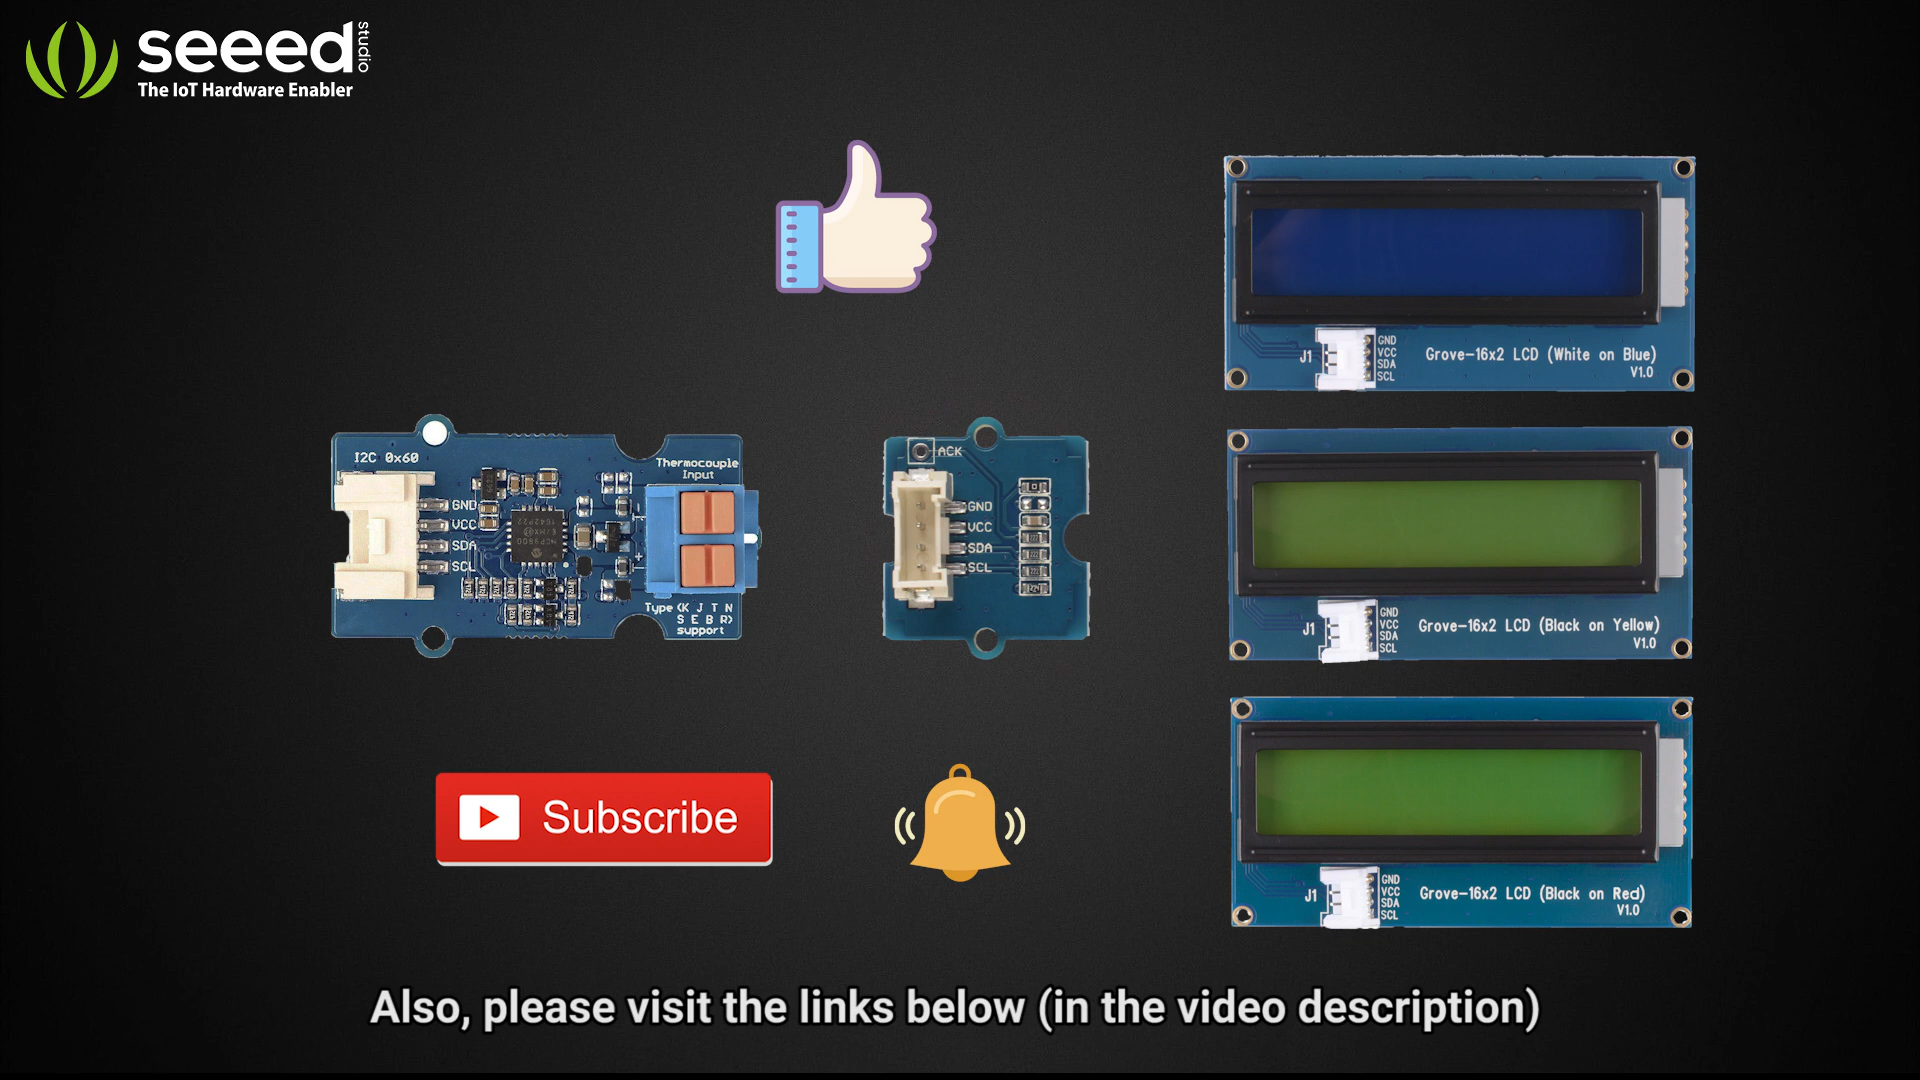 seeed
studio
The IoT Hardware Enabler
GND
VCC
SDA
SCL
J1
Grove-16x2 LCD (White on Blue)
V1.0
I2C 0x60
GND
VCC
SDA
SCL
Thermocouple
Input
Type (K J T N
S E B R)
support
ACK
GND
VCC
SDA
SCL
GND
VCC
SDA
SCL
J1
Grove-16x2 LCD (Black on Yellow)
V1.0
Subscribe
GND
VCC
SDA
SCL
J1
Grove-16x2 LCD (Black on Red)
V1.0
Also, please visit the links below (in the video description)